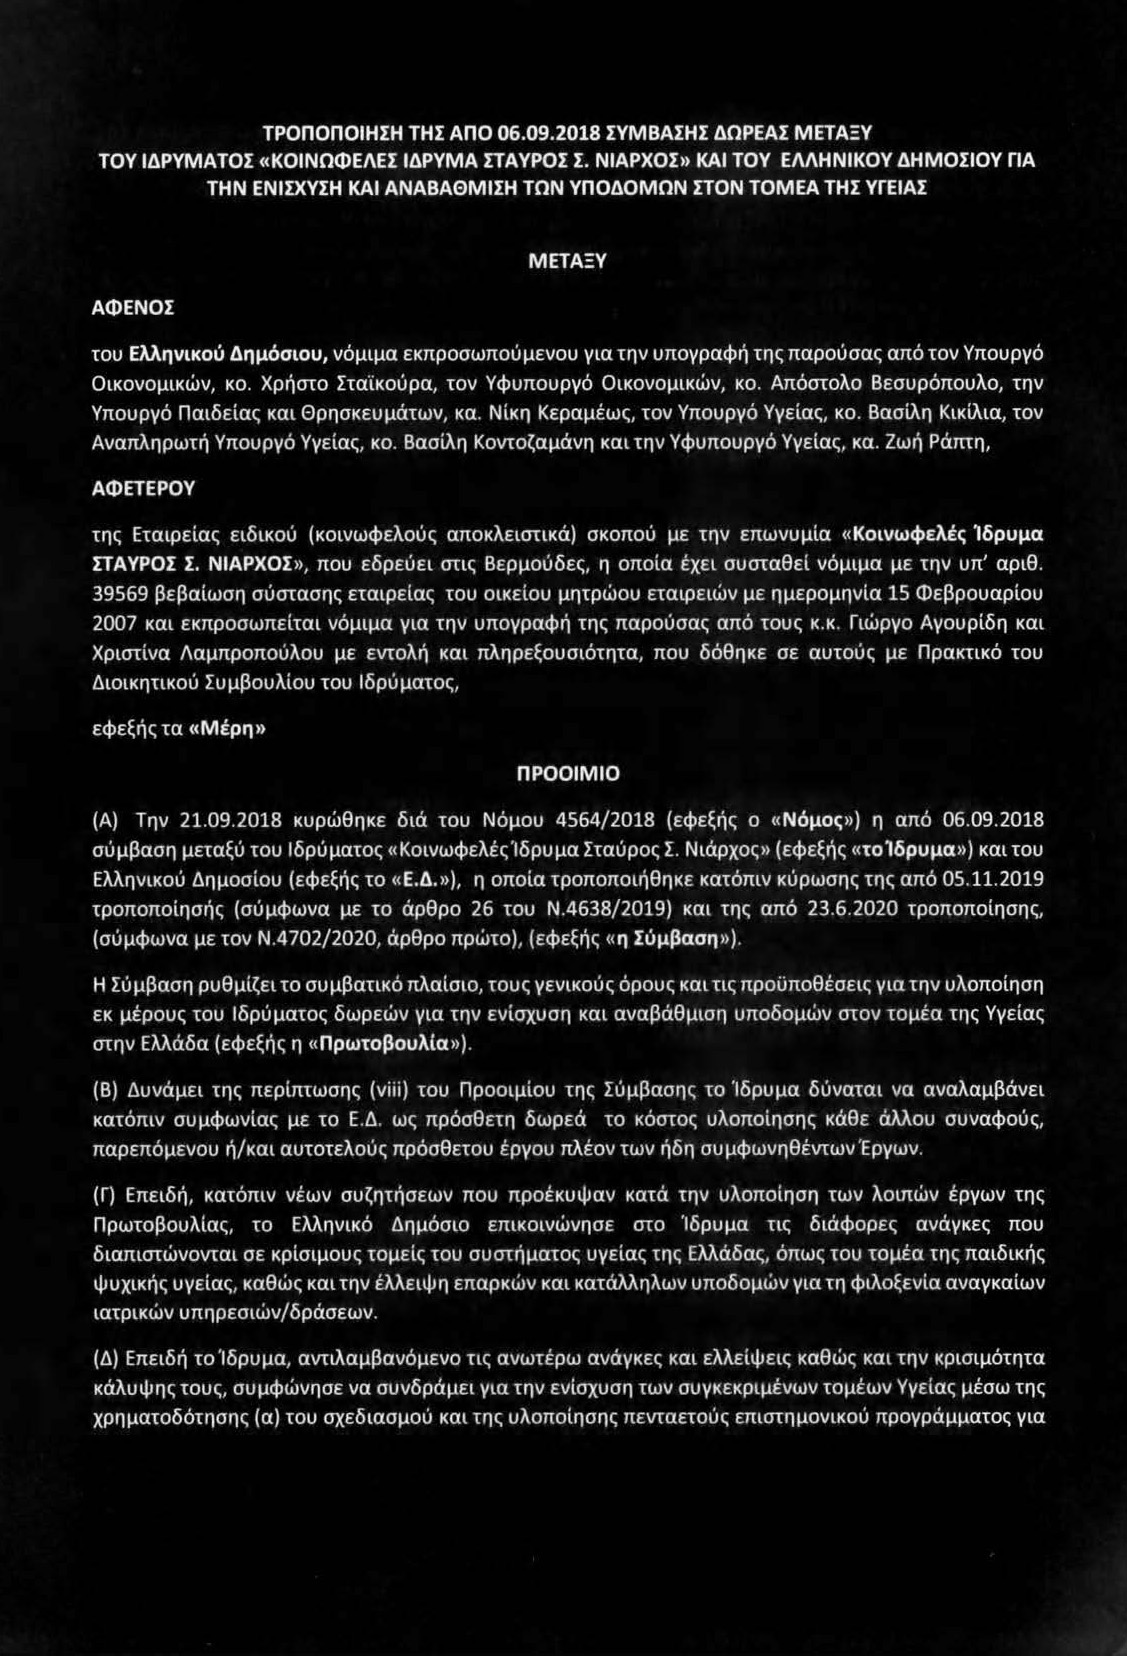 ΤΡΟΠΟΠΟΙΗΣΗ ΤΗΣ ΑΠΟ 06.09.2018 ΣΥΜΒΑΣΗΣ ΔΩΡΕΑΣ ΜΕΤΑΞΥ
ΤΟΥ ΙΔΡΥΜΑΤΟΣ «ΚΟΙΝΩΦΕΛΕΣ ΙΔΡΥΜΑ ΣΤΑΥΡΟΣ Σ. ΝΙΑΡΧΟΣ» ΚΑΙ ΤΟΥ ΕΛΛΗΝΙΚΟΥ ΔΗΜΟΣΙΟΥ ΓΙΑ
ΤΗΝ ΕΝΙΣΧΥΣΗ ΚΑΙ ΑΝΑΒΑΘΜΙΣΗ ΤΩΝ ΥΠΟΔΟΜΩΝ ΣΤΟΝ ΤΟΜΕΑ ΤΗΣ ΥΓΕΙΑΣ
ΜΕΤΑΞΥ
ΑΦΕΝΟΣ
του Ελληνικού Δημόσιου, νόμιμα εκπροσωπούμενου για την υπογραφή της παρούσας από τον Υπουργό
Οικονομικών, κο. Χρήστο Σταϊκούρα, τον Υφυπουργό Οικονομικών, κο. Απόστολο Βεσυρόπουλο, την
Υπουργό Παιδείας και Θρησκευμάτων, κα. Νίκη Κεραμέως, τον Υπουργό Υγείας, κο. Βασίλη Κικίλια, τον
Αναπληρωτή Υπουργό Υγείας, κο. Βασίλη Κοντοζαμάνη και την Υφυπουργό Υγείας, κα. Ζωή Ράπτη,
ΑΦΕΤΕΡΟΥ
της Εταιρείας ειδικού (κοινωφελούς αποκλειστικά) σκοπού με την επωνυμία «Κοινωφελές Ίδρυμα
ΣΤΑΥΡΟΣ Σ. ΝΙΑΡΧΟΣ», που εδρεύει στις Βερμούδες, η οποία έχει συσταθεί νόμιμα με την υπ' αριθ.
39569 βεβαίωση σύστασης εταιρείας του οικείου μητρώου εταιρειών με ημερομηνία 15 Φεβρουαρίου
2007 και εκπροσωπείται νόμιμα για την υπογραφή της παρούσας από τους κ.κ. Γιώργο Αγουρίδη και
Χριστίνα Λαμπροπούλου με εντολή και πληρεξουσιότητα, που δόθηκε σε αυτούς με Πρακτικό του
Διοικητικού Συμβουλίου του Ιδρύματος,
εφεξής τα «Μέρη»
ΠΡΟΟΙΜΙΟ
(Α) Την 21.09.2018 κυρώθηκε διά του Νόμου 4564/2018 (εφεξής ο «Νόμος») η από 06.09.2018
σύμβαση μεταξύ του Ιδρύματος «Κοινωφελές Ίδρυμα Σταύρος Σ. Νιάρχος» (εφεξής «το Ίδρυμα») και του
Ελληνικού Δημοσίου (εφεξής το «Ε.Δ.»), η οποία τροποποιήθηκε κατόπιν κύρωσης της από 05.11.2019
τροποποίησής (σύμφωνα με το άρθρο 26 του Ν.4638/2019) και της από 23.6.2020 τροποποίησης,
(σύμφωνα με τον Ν.4702/2020, άρθρο πρώτο), (εφεξής «η Σύμβαση»).
Η Σύμβαση ρυθμίζει το συμβατικό πλαίσιο, τους γενικούς όρους και τις προϋποθέσεις για την υλοποίηση
εκ μέρους του Ιδρύματος δωρεών για την ενίσχυση και αναβάθμιση υποδομών στον τομέα της Υγείας
στην Ελλάδα (εφεξής η «Πρωτοβουλία»).
(Β) Δυνάμει της περίπτωσης (viii) του Προοιμίου της Σύμβασης το Ίδρυμα δύναται να αναλαμβάνει
κατόπιν συμφωνίας με το Ε.Δ. ως πρόσθετη δωρεά το κόστος υλοποίησης κάθε άλλου συναφούς,
παρεπόμενου ή/και αυτοτελούς πρόσθετου έργου πλέον των ήδη συμφωνηθέντων Έργων.
(Γ) Επειδή, κατόπιν νέων συζητήσεων που προέκυψαν κατά την υλοποίηση των λοιπών έργων της
Πρωτοβουλίας, το Ελληνικό Δημόσιο επικοινώνησε στο Ίδρυμα τις διάφορες ανάγκες που
διαπιστώνονται σε κρίσιμους τομείς του συστήματος υγείας της Ελλάδας, όπως του τομέα της παιδικής
ψυχικής υγείας, καθώς και την έλλειψη επαρκών και κατάλληλων υποδομών για τη φιλοξενία αναγκαίων
ιατρικών υπηρεσιών/δράσεων.
(Δ) Επειδή το Ίδρυμα, αντιλαμβανόμενο τις ανωτέρω ανάγκες και ελλείψεις καθώς και την κρισιμότητα
κάλυψης τους, συμφώνησε να συνδράμει για την ενίσχυση των συγκεκριμένων τομέων Υγείας μέσω της
χρηματοδότησης (α) του σχεδιασμού και της υλοποίησης πενταετούς επιστημονικού προγράμματος για